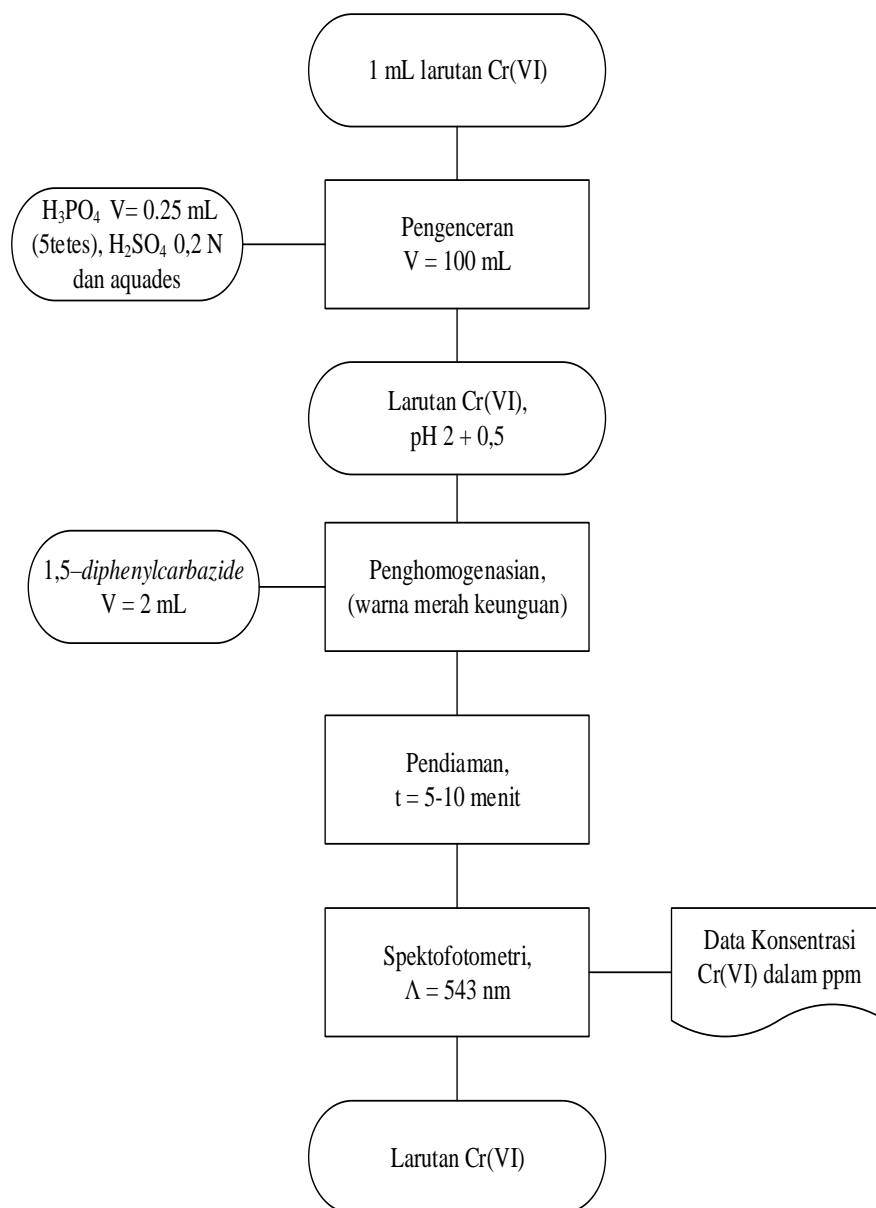 1 mL larutan Cr(VI)
H₃PO₄ V= 0.25 mL
(5tetes), H₂SO₄ 0,2 N
dan aquades
Pengenceran
V = 100 mL
Larutan Cr(VI),
pH 2 + 0,5
1,5–diphenylcarbazide
V = 2 mL
Penghomogenasian,
(warna merah keunguan)
Pendiaman,
t = 5-10 menit
Spektofotometri,
Λ = 543 nm
Data Konsentrasi
Cr(VI) dalam ppm
Larutan Cr(VI)